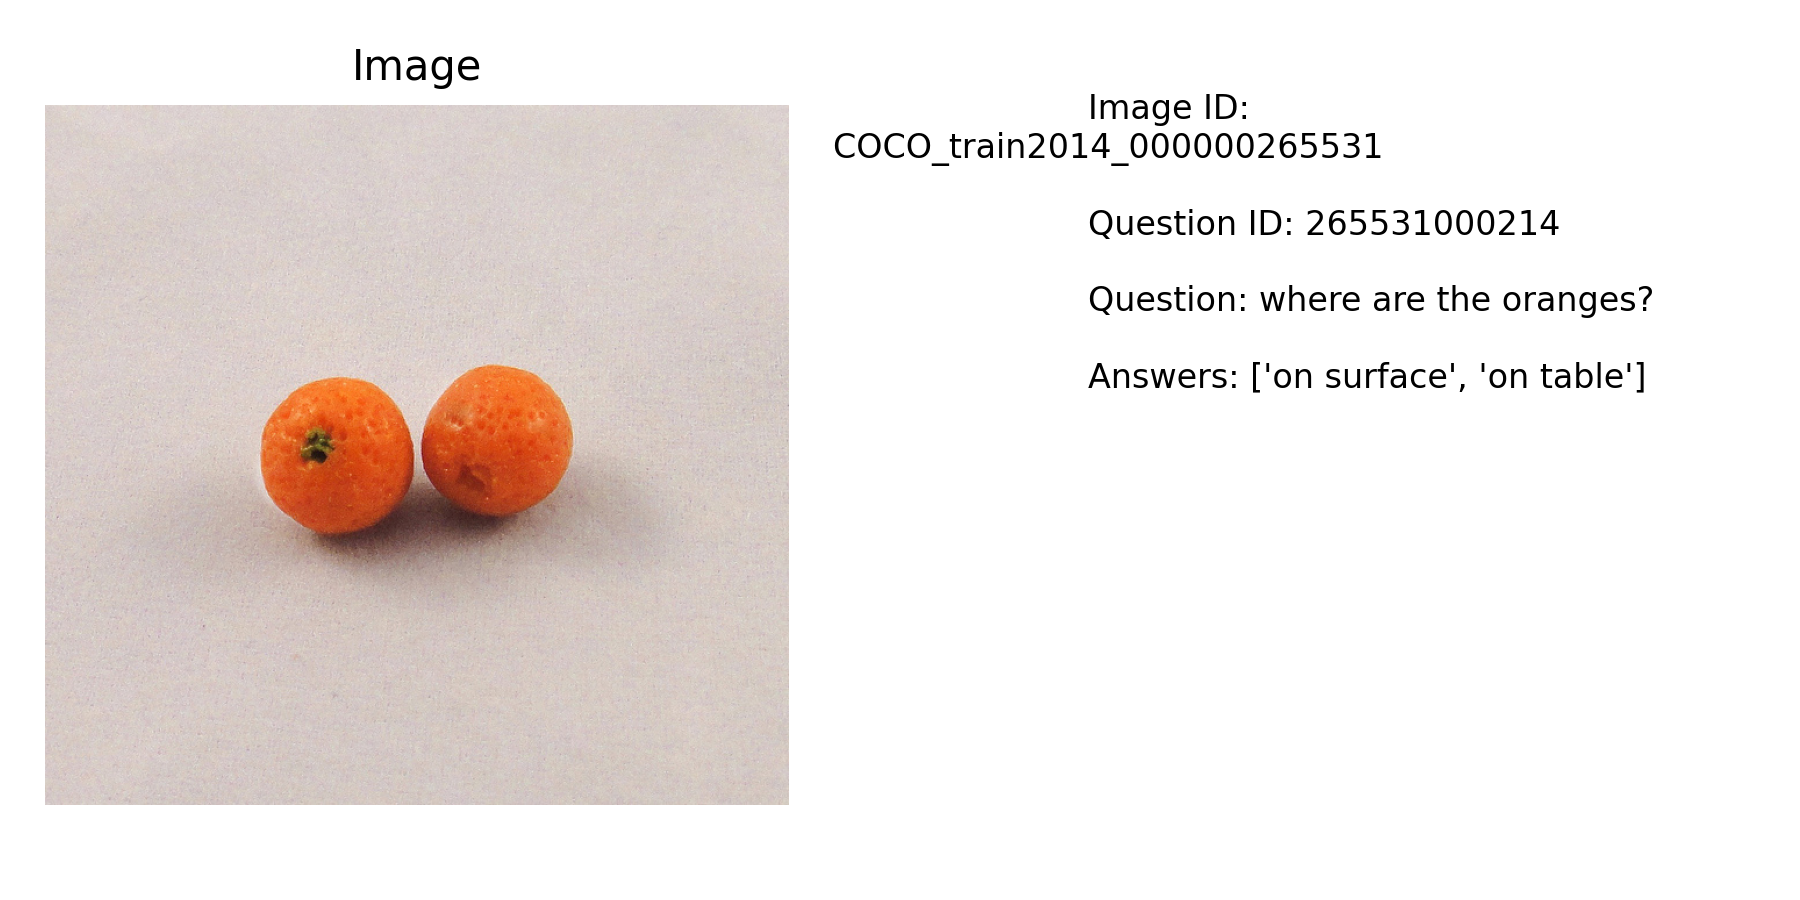 Image
Image ID:
COCO_train2014_000000265531
Question ID: 265531000214
Question: where are the oranges?
Answers: ['on surface', 'on table']